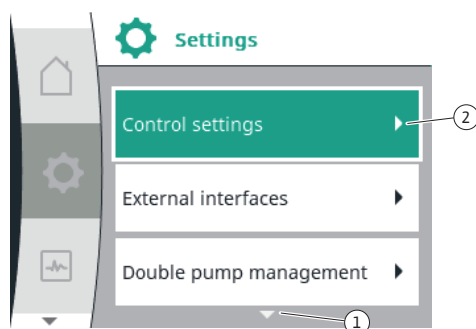 Settings
Control settings
2
External interfaces
Double pump management
1